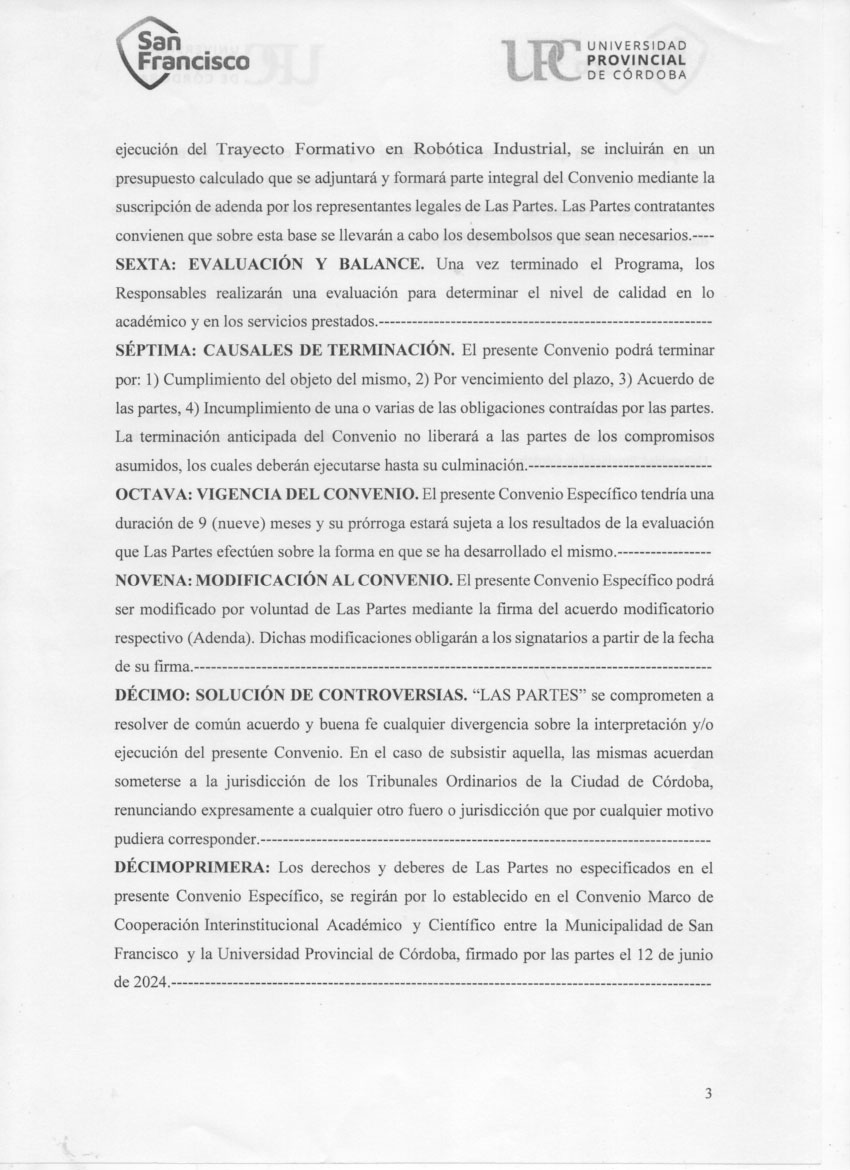 San
Francisco
UPC UNIVERSIDAD
PROVINCIAL
DE CÓRDOBA
ejecución del Trayecto Formativo en Robótica Industrial, se incluirán en un
presupuesto calculado que se adjuntará y formará parte integral del Convenio mediante la
suscripción de adenda por los representantes legales de Las Partes. Las Partes contratantes
convienen que sobre esta base se llevarán a cabo los desembolsos que sean necesarios.----
SEXTA: EVALUACIÓN Y BALANCE. Una vez terminado el Programa, los
Responsables realizarán una evaluación para determinar el nivel de calidad en lo
académico y en los servicios prestados.------------------------------------------------------------
SÉPTIMA: CAUSALES DE TERMINACIÓN. El presente Convenio podrá terminar
por: 1) Cumplimiento del objeto del mismo, 2) Por vencimiento del plazo, 3) Acuerdo de
las partes, 4) Incumplimiento de una o varias de las obligaciones contraídas por las partes.
La terminación anticipada del Convenio no liberará a las partes de los compromisos
asumidos, los cuales deberán ejecutarse hasta su culminación.---------------------------------
OCTAVA: VIGENCIA DEL CONVENIO. El presente Convenio Específico tendría una
duración de 9 (nueve) meses y su prórroga estará sujeta a los resultados de la evaluación
que Las Partes efectúen sobre la forma en que se ha desarrollado el mismo.-----------------
NOVENA: MODIFICACIÓN AL CONVENIO. El presente Convenio Específico podrá
ser modificado por voluntad de Las Partes mediante la firma del acuerdo modificatorio
respectivo (Adenda). Dichas modificaciones obligarán a los signatarios a partir de la fecha
de su firma.---------------------------------------------------------------------------------------------
DÉCIMO: SOLUCIÓN DE CONTROVERSIAS. “LAS PARTES” se comprometen a
resolver de común acuerdo y buena fe cualquier divergencia sobre la interpretación y/o
ejecución del presente Convenio. En el caso de subsistir aquella, las mismas acuerdan
someterse a la jurisdicción de los Tribunales Ordinarios de la Ciudad de Córdoba,
renunciando expresamente a cualquier otro fuero o jurisdicción que por cualquier motivo
pudiera corresponder.---------------------------------------------------------------------------------
DÉCIMOPRIMERA: Los derechos y deberes de Las Partes no especificados en el
presente Convenio Específico, se regirán por lo establecido en el Convenio Marco de
Cooperación Interinstitucional Académico y Científico entre la Municipalidad de San
Francisco y la Universidad Provincial de Córdoba, firmado por las partes el 12 de junio
de 2024.-------------------------------------------------------------------------------------------------
3